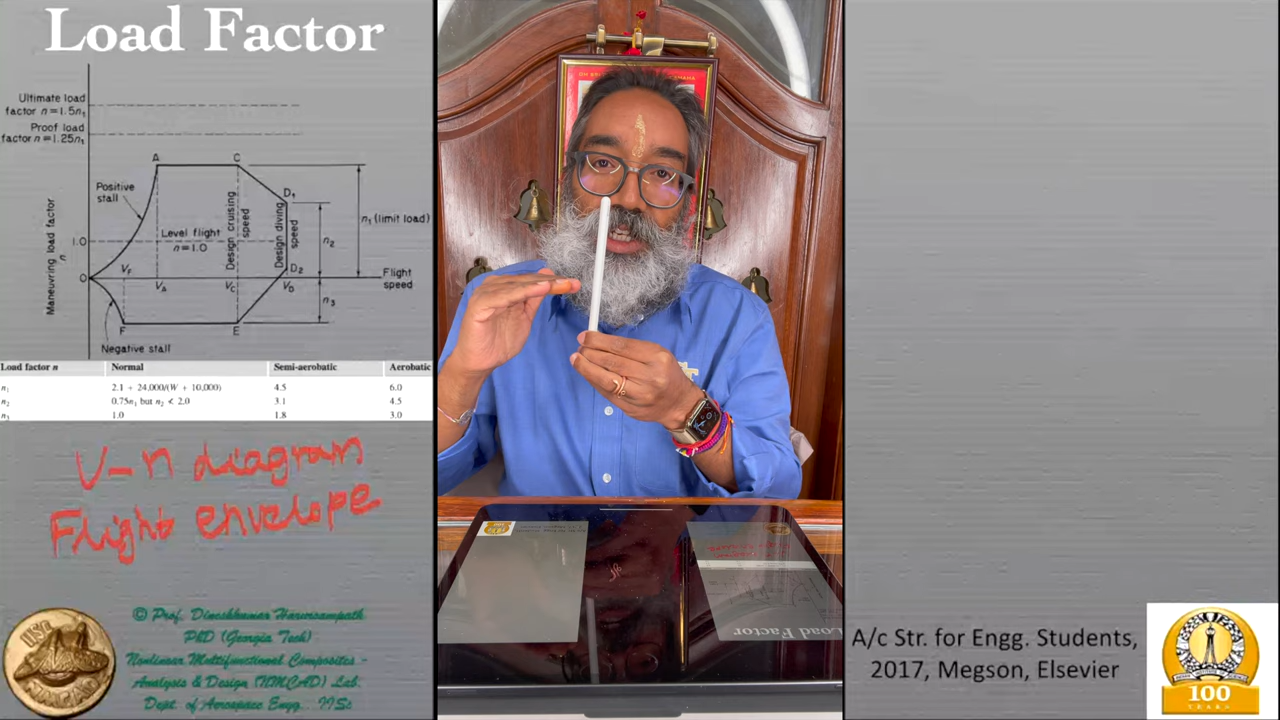 Load Factor
Ultimate load
factor n=1.5n₁
Proof load
factor n=1.25n₁
A
C
Positive
stall
D₁
Maneuvring load factor
n
1.0
Level flight
n=1.0
Design cruising
speed
Design diving
speed
n₁ (limit load)
n₂
0
V_F
V_A
V_C
D₂
V_D
Flight
speed
n₃
F
E
Negative stall
Load factor n Normal Semi-aerobatic Aerobatic
n₁ 2.1 + 24,000/(W + 10,000) 4.5 6.0
n₂ 0.75n₁ but n₂ ≮ 2.0 3.1 4.5
n₃ 1.0 1.8 3.0
V-n diagram
Flight envelope
© Prof. Dineshkumar Harursampath
PhD (Georgia Tech)
Nonlinear Multifunctional Composites -
Analysis & Design (NMCAD) Lab.
Dept. of Aerospace Engg., IISc
IISc
NMCAD
A/c Str. for Engg. Students,
2017, Megson, Elsevier
100
YEARS
Load Factor